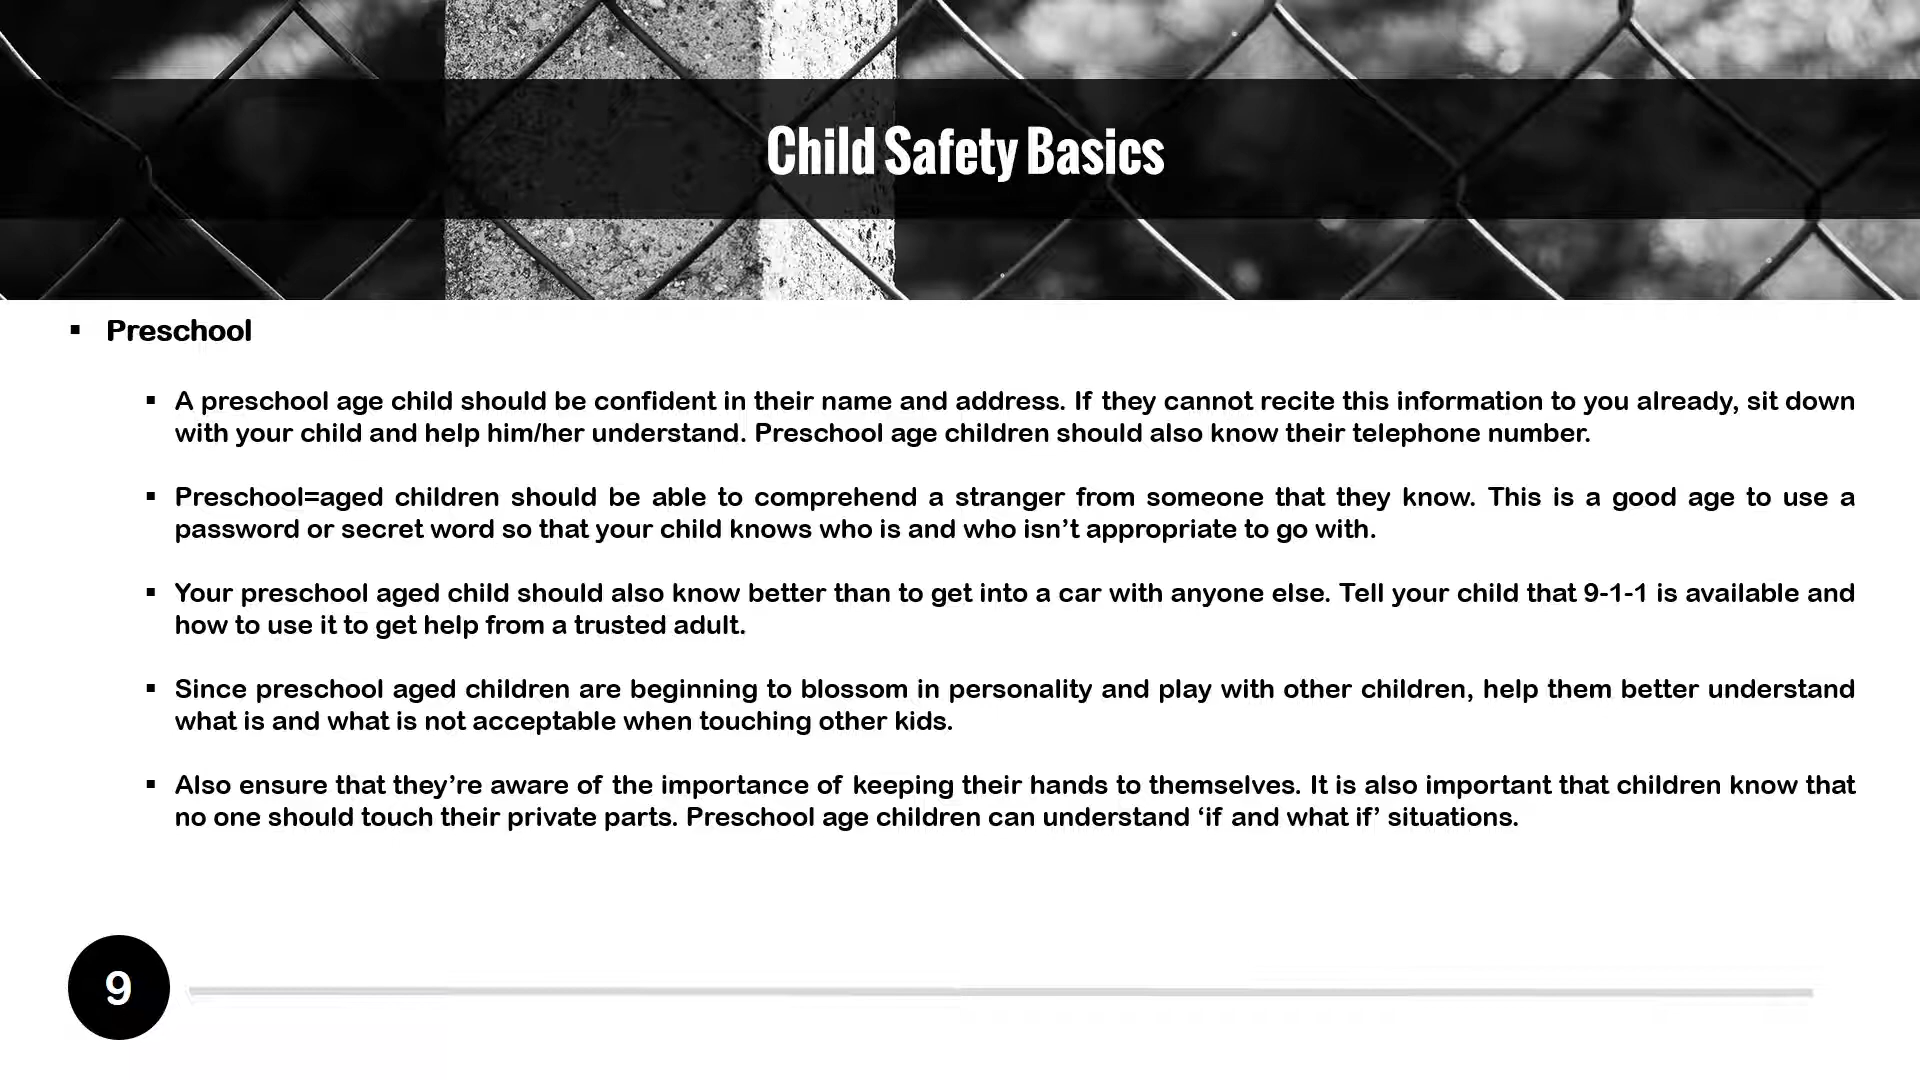 Child Safety Basics
▪ Preschool
▪ A preschool age child should be confident in their name and address. If they cannot recite this information to you already, sit down
with your child and help him/her understand. Preschool age children should also know their telephone number.
▪ Preschool=aged children should be able to comprehend a stranger from someone that they know. This is a good age to use a
password or secret word so that your child knows who is and who isn’t appropriate to go with.
▪ Your preschool aged child should also know better than to get into a car with anyone else. Tell your child that 9-1-1 is available and
how to use it to get help from a trusted adult.
▪ Since preschool aged children are beginning to blossom in personality and play with other children, help them better understand
what is and what is not acceptable when touching other kids.
▪ Also ensure that they’re aware of the importance of keeping their hands to themselves. It is also important that children know that
no one should touch their private parts. Preschool age children can understand ‘if and what if’ situations.
9